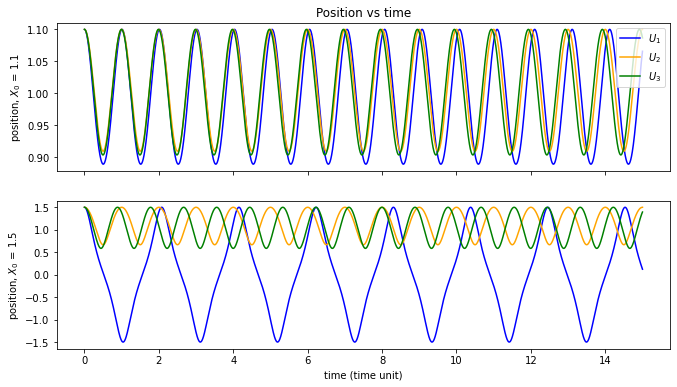 Position vs time
position, X₀ = 1.1
1.10
1.05
1.00
0.95
0.90
U₁
U₂
U₃
position, X₀ = 1.5
1.5
1.0
0.5
0.0
−0.5
−1.0
−1.5
0 2 4 6 8 10 12 14
time (time unit)